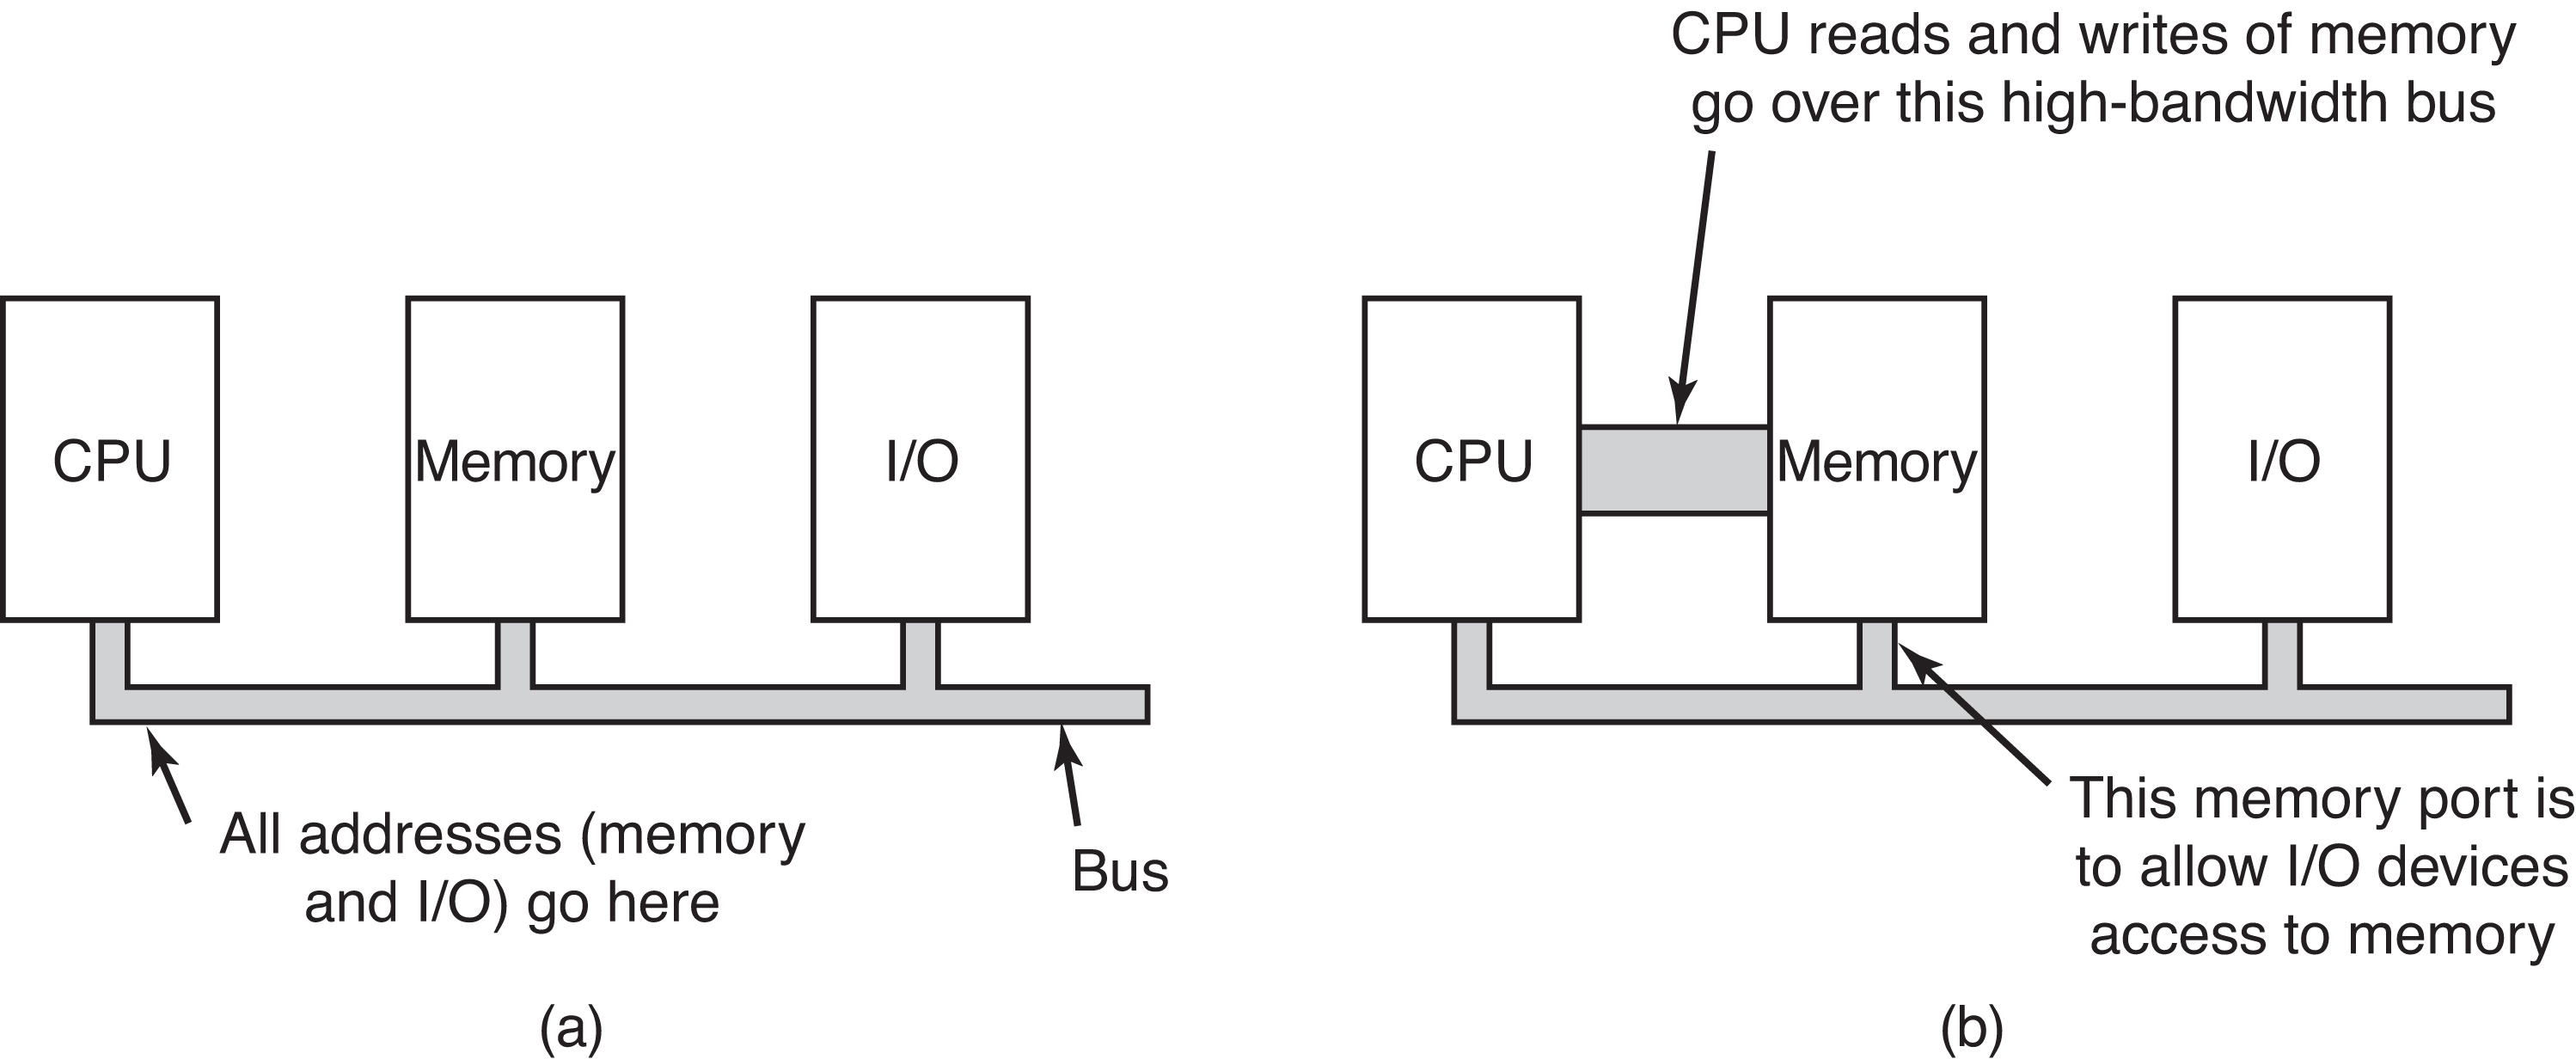 CPU
Memory
I/O
All addresses (memory
and I/O) go here
Bus
(a)
CPU reads and writes of memory
go over this high-bandwidth bus
CPU
Memory
I/O
This memory port is
to allow I/O devices
access to memory
(b)